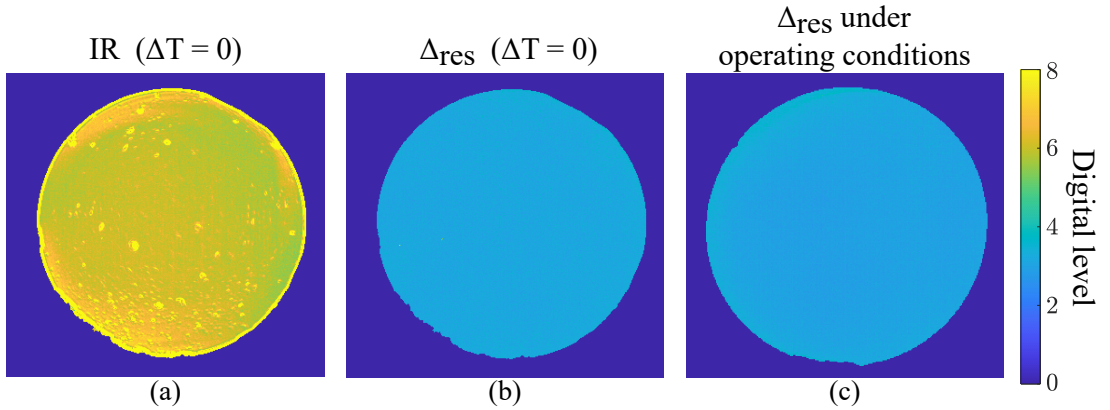 IR (ΔT = 0)
Δres (ΔT = 0)
Δres under
operating conditions
8
6
4
2
0
Digital level
(a)
(b)
(c)